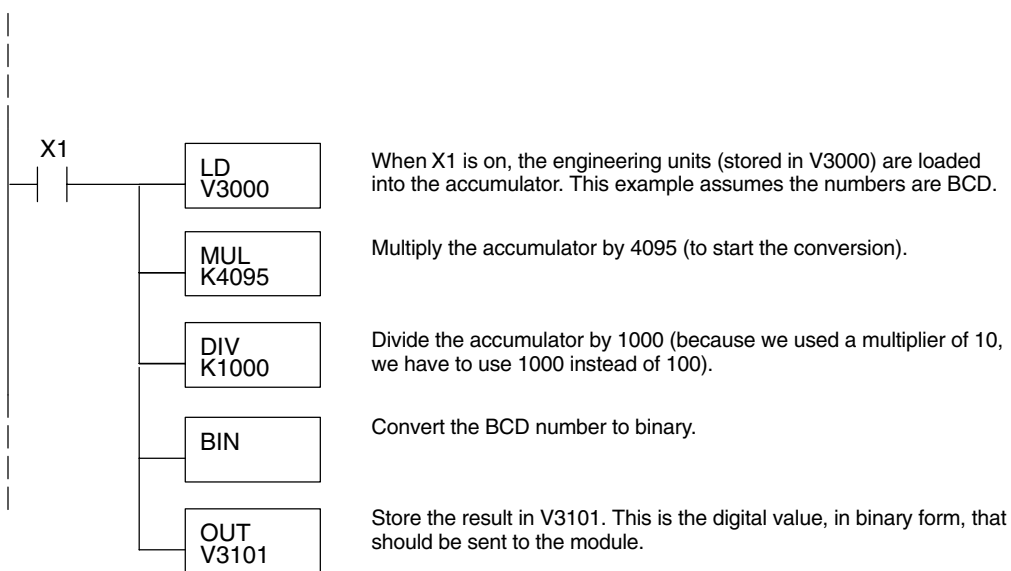 X1
LD
V3000
When X1 is on, the engineering units (stored in V3000) are loaded
into the accumulator. This example assumes the numbers are BCD.
MUL
K4095
Multiply the accumulator by 4095 (to start the conversion).
DIV
K1000
Divide the accumulator by 1000 (because we used a multiplier of 10,
we have to use 1000 instead of 100).
BIN
Convert the BCD number to binary.
OUT
V3101
Store the result in V3101. This is the digital value, in binary form, that
should be sent to the module.